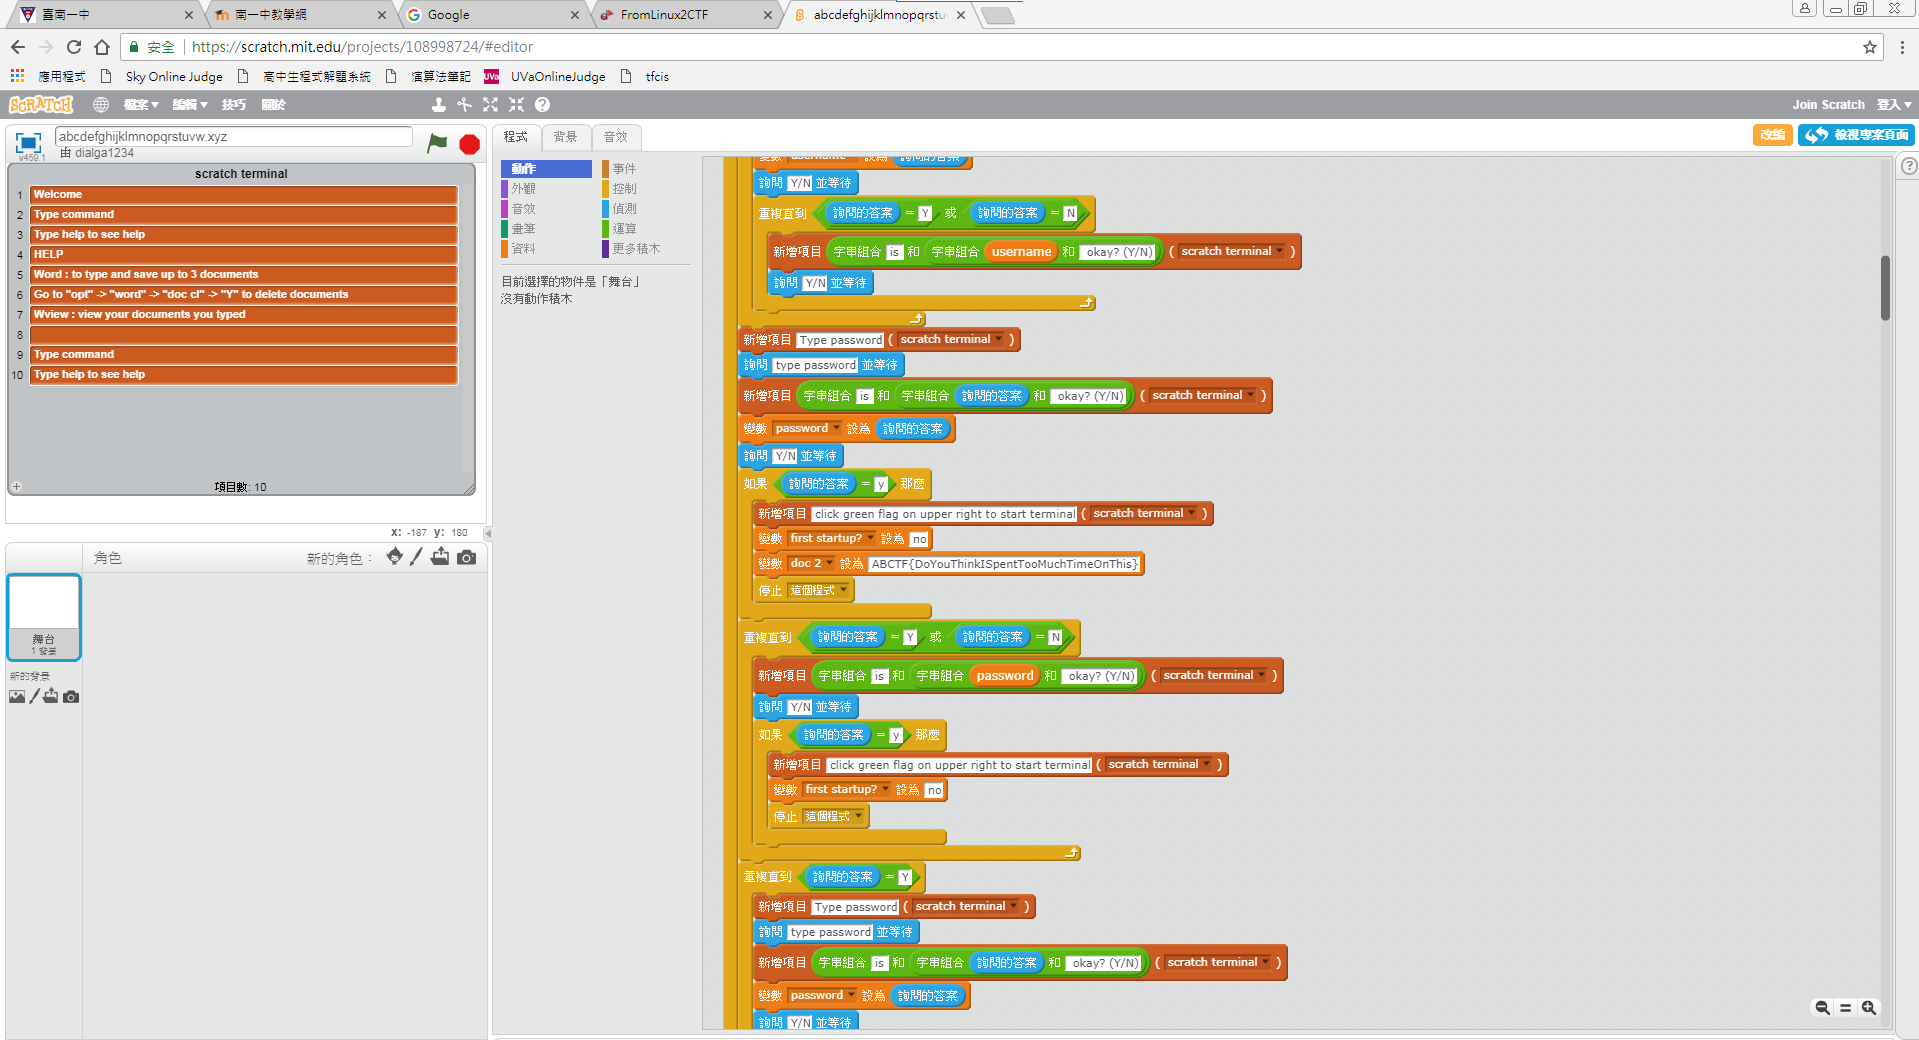 臺南一中
南一中教學網
Google
FromLinux2CTF
abcdefghijklmnopqrstu
安全 https://scratch.mit.edu/projects/108998724/#editor
應用程式 Sky Online Judge 高中生程式解題系統 演算法筆記 UVa UVaOnlineJudge tfcis
SCRATCH 檔案 編輯 技巧 關於 Join Scratch 登入
v459.1
abcdefghijklmnopqrstuvw.xyz
由 dialga1234
程式 背景 音效
改編 檢視專案頁面
scratch terminal
1 Welcome
2 Type command
3 Type help to see help
4 HELP
5 Word : to type and save up to 3 documents
6 Go to "opt" -> "word" -> "doc cl" -> "Y" to delete documents
7 Wview : view your documents you typed
8
9 Type command
10 Type help to see help
項目數: 10
x: -187 y: 180
角色 新的角色：
舞台
1 背景
新的背景
動作 事件
外觀 控制
音效 偵測
畫筆 運算
資料 更多積木
目前選擇的物件是「舞台」
沒有動作積木
變數 username 設為 詢問的答案
詢問 Y/N 並等待
重複直到 詢問的答案 = Y 或 詢問的答案 = N
新增項目 字串組合 is 和 字串組合 username 和 okay? (Y/N) ( scratch terminal )
詢問 Y/N 並等待
新增項目 Type password ( scratch terminal )
詢問 type password 並等待
新增項目 字串組合 is 和 字串組合 詢問的答案 和 okay? (Y/N) ( scratch terminal )
變數 password 設為 詢問的答案
詢問 Y/N 並等待
如果 詢問的答案 = y 那麼
新增項目 click green flag on upper right to start terminal ( scratch terminal )
變數 first startup? 設為 no
變數 doc 2 設為 ABCTF{DoYouThinkISpentTooMuchTimeOnThis}
停止 這個程式
重複直到 詢問的答案 = Y 或 詢問的答案 = N
新增項目 字串組合 is 和 字串組合 password 和 okay? (Y/N) ( scratch terminal )
詢問 Y/N 並等待
如果 詢問的答案 = y 那麼
新增項目 click green flag on upper right to start terminal ( scratch terminal )
變數 first startup? 設為 no
停止 這個程式
重複直到 詢問的答案 = Y
新增項目 Type password ( scratch terminal )
詢問 type password 並等待
新增項目 字串組合 is 和 字串組合 詢問的答案 和 okay? (Y/N) ( scratch terminal )
變數 password 設為 詢問的答案
詢問 Y/N 並等待